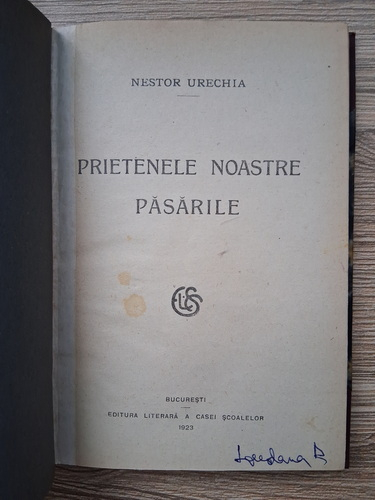 NESTOR URECHIA
PRIETENELE NOASTRE
PĂSĂRILE
BUCUREȘTI
EDITURA LITERARĂ A CASEI ȘCOALELOR
1923